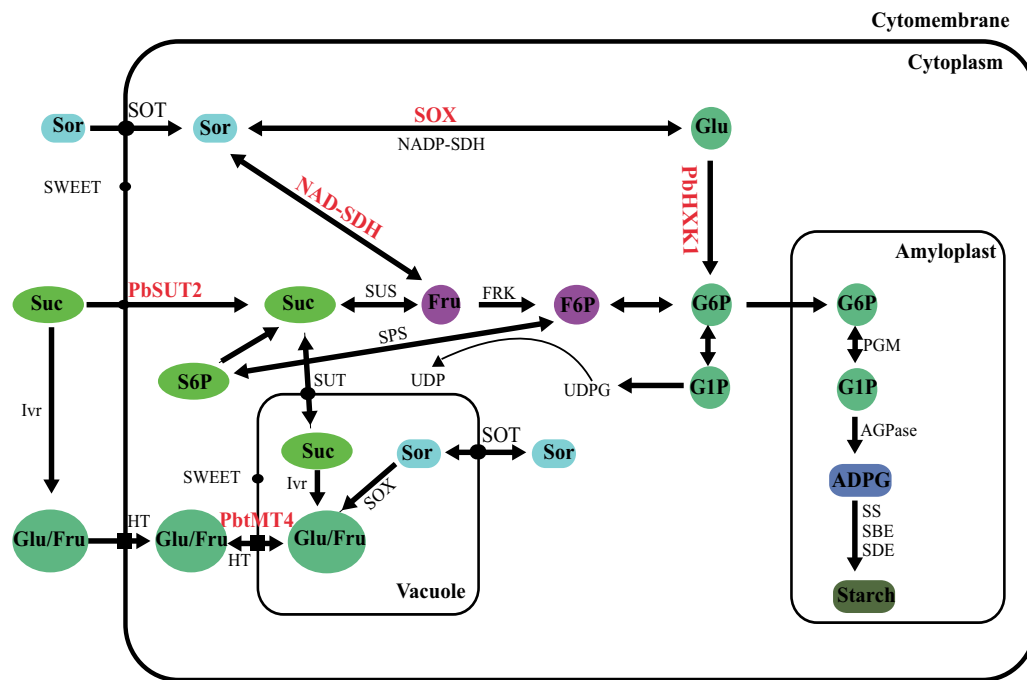 Cytomembrane
Cytoplasm
SOT
Sor
Sor
SOX
NADP-SDH
Glu
SWEET
NAD-SDH
PbHXK1
Amyloplast
Suc
PbSUT2
Suc
SUS
Fru
FRK
F6P
G6P
G6P
SPS
PGM
S6P
SUT
UDP
UDPG
G1P
G1P
Ivr
AGPase
Suc
Sor
SOT
Sor
SWEET
Ivr
SOX
ADPG
SS
SBE
SDE
Glu/Fru
HT
Glu/Fru
PbtMT4
HT
Glu/Fru
Vacuole
Starch